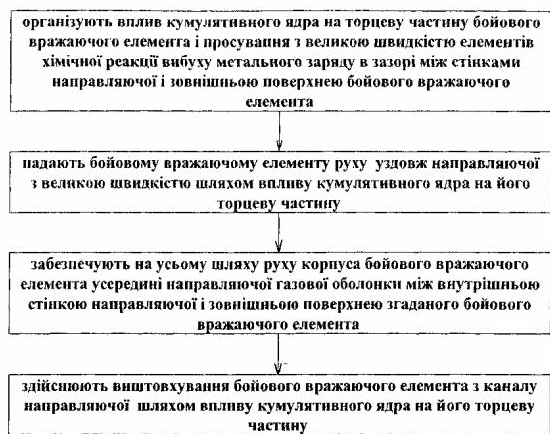 організують вплив кумулятивного ядра на торцеву частину бойового
вражаючого елемента і просування з великою швидкістю елементів
хімічної реакції вибуху метального заряду в зазорі між стінками
направляючої і зовнішньою поверхнею бойового вражаючого
елемента
надають бойовому вражаючому елементу руху уздовж направляючої
з великою швидкістю шляхом впливу кумулятивного ядра на його
торцеву частину
забезпечують на усьому шляху руху корпуса бойового вражаючого
елемента усередині направляючої газової оболонки між внутрішньою
стінкою направляючої і зовнішньою поверхнею згаданого бойового
вражаючого елемента
здійснюють виштовхування бойового вражаючого елемента з каналу
направляючої шляхом впливу кумулятивного ядра на його торцеву
частину